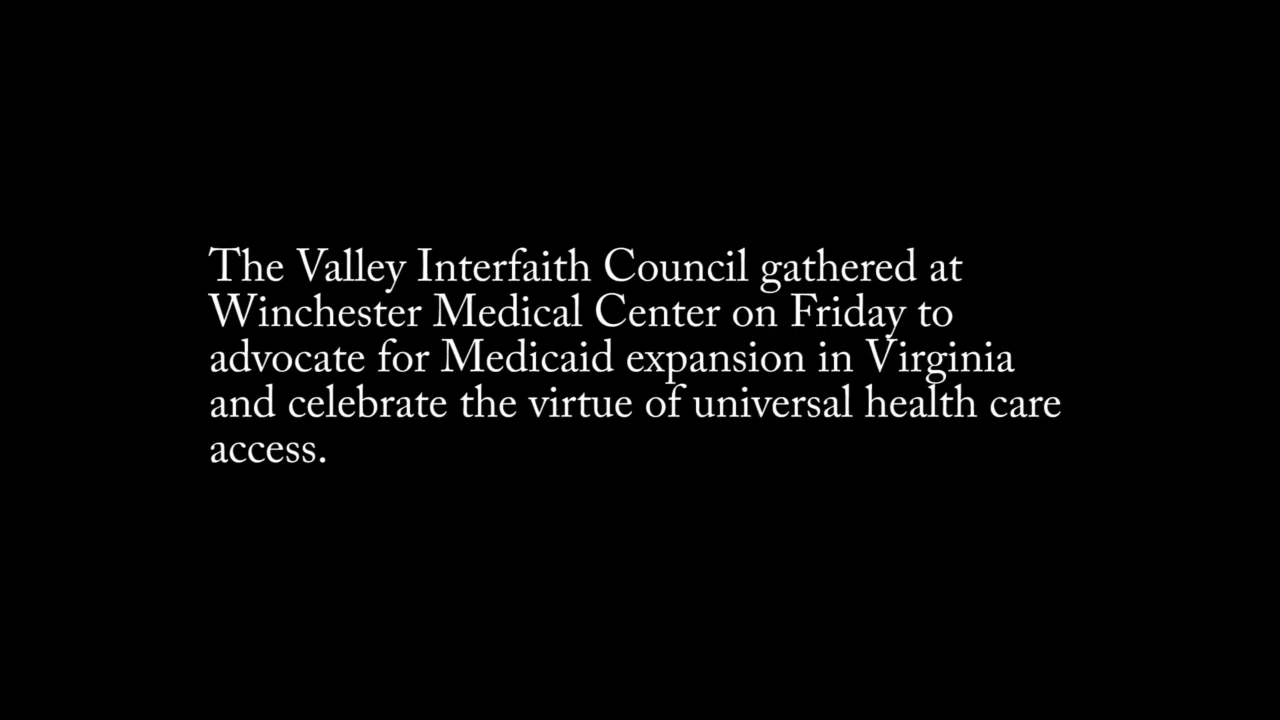 The Valley Interfaith Council gathered at
Winchester Medical Center on Friday to
advocate for Medicaid expansion in Virginia
and celebrate the virtue of universal health care
access.